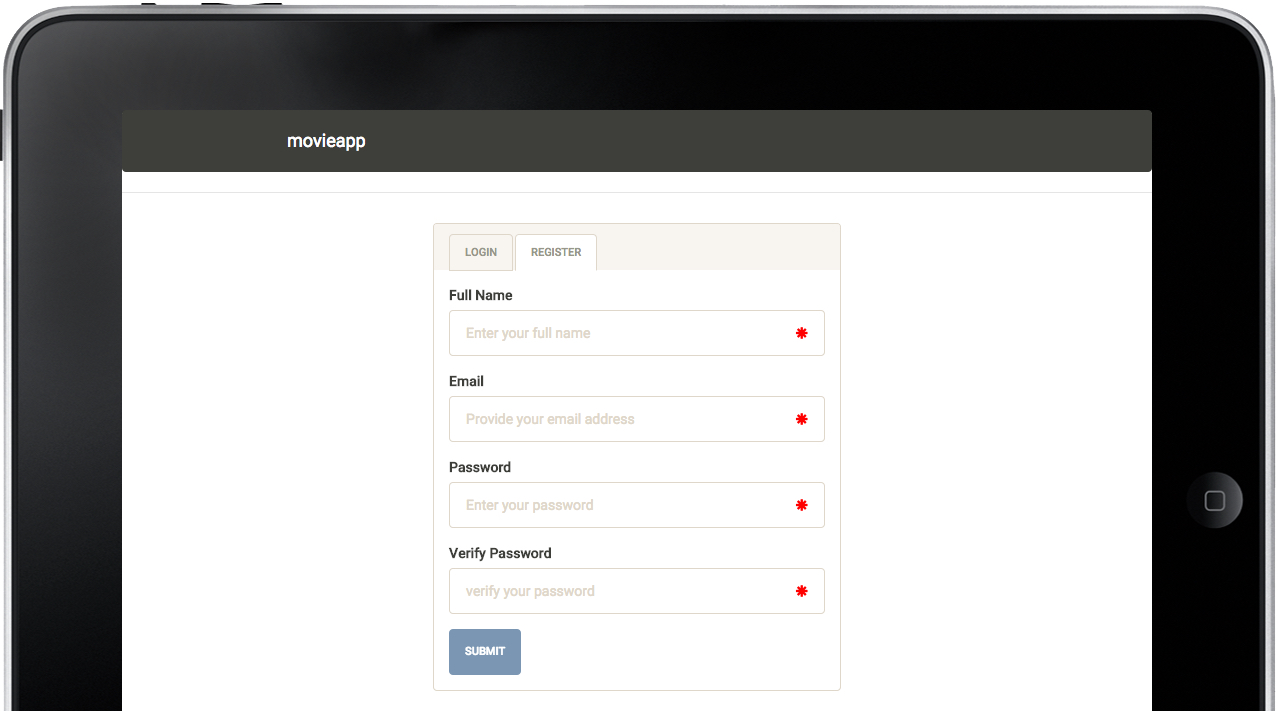 movieapp
LOGIN REGISTER
Full Name
Enter your full name
Email
Provide your email address
Password
Enter your password
Verify Password
verify your password
SUBMIT